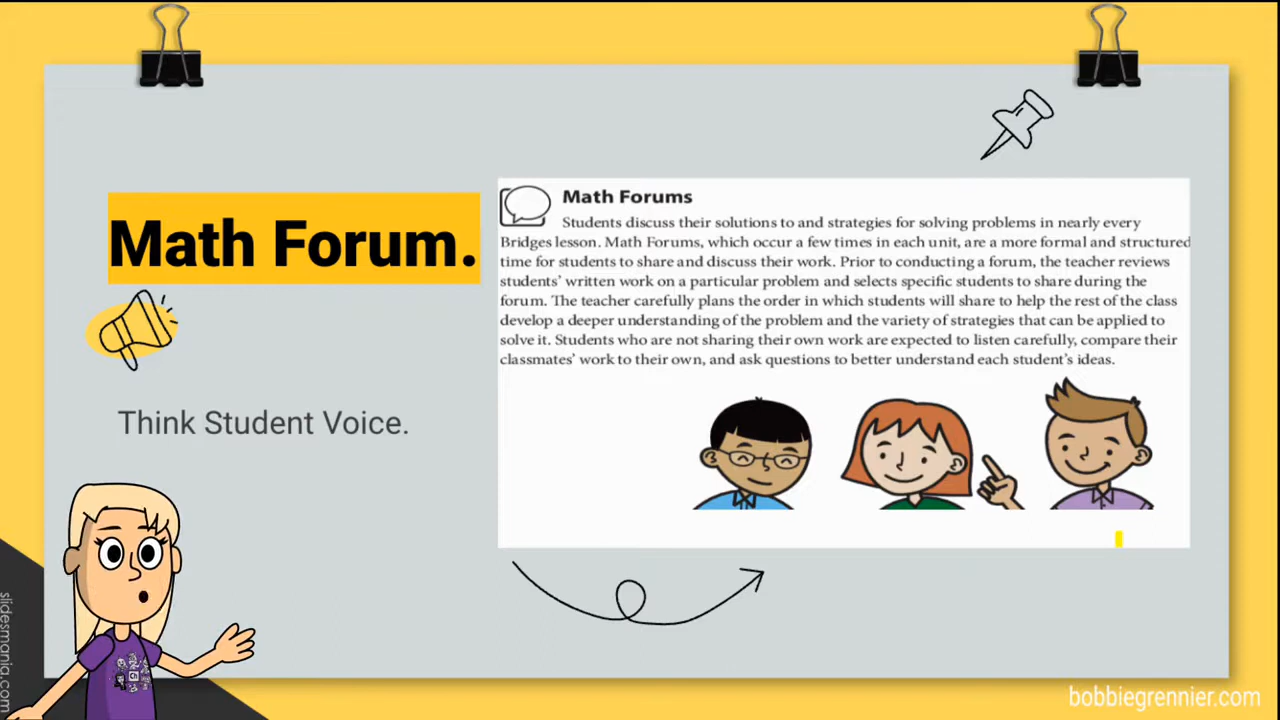 Math Forum.
Think Student Voice.
Math Forums
Students discuss their solutions to and strategies for solving problems in nearly every
Bridges lesson. Math Forums, which occur a few times in each unit, are a more formal and structured
time for students to share and discuss their work. Prior to conducting a forum, the teacher reviews
students’ written work on a particular problem and selects specific students to share during the
forum. The teacher carefully plans the order in which students will share to help the rest of the class
develop a deeper understanding of the problem and the variety of strategies that can be applied to
solve it. Students who are not sharing their own work are expected to listen carefully, compare their
classmates’ work to their own, and ask questions to better understand each student’s ideas.
slidesmania.com
bobbiegrennier.com